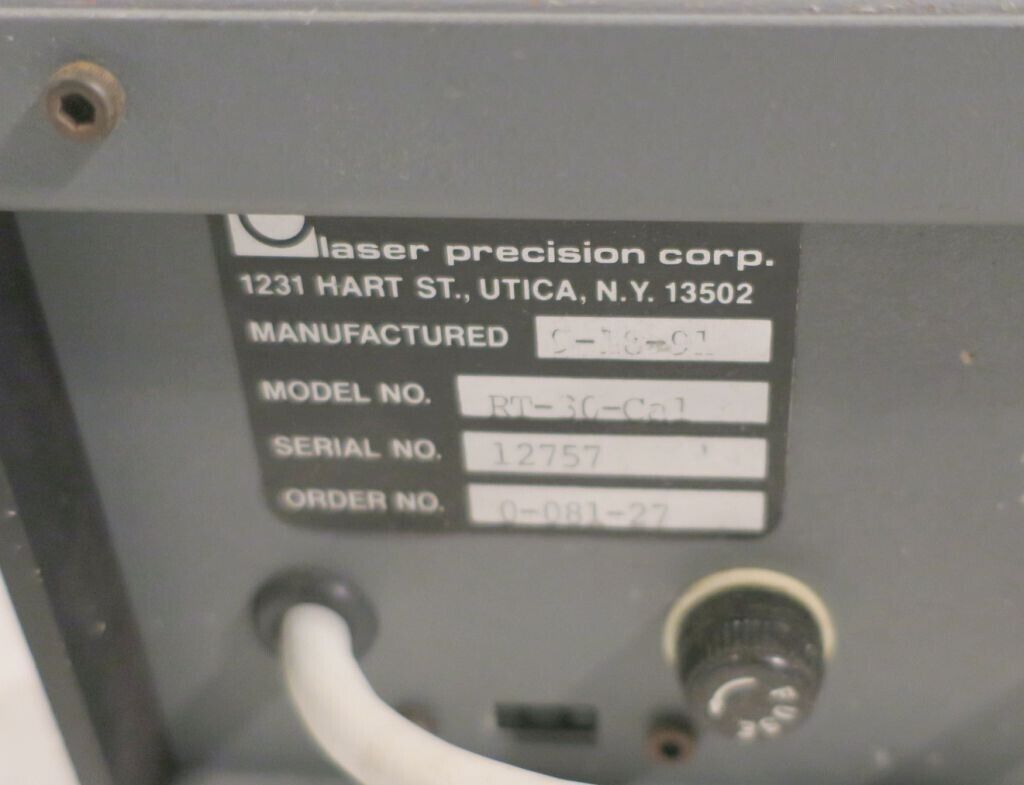 laser precision corp.
1231 HART ST., UTICA, N.Y. 13502
MANUFACTURED
MODEL NO. RT-30-Cal
SERIAL NO. 12757
ORDER NO. 0-081-27
FUSE